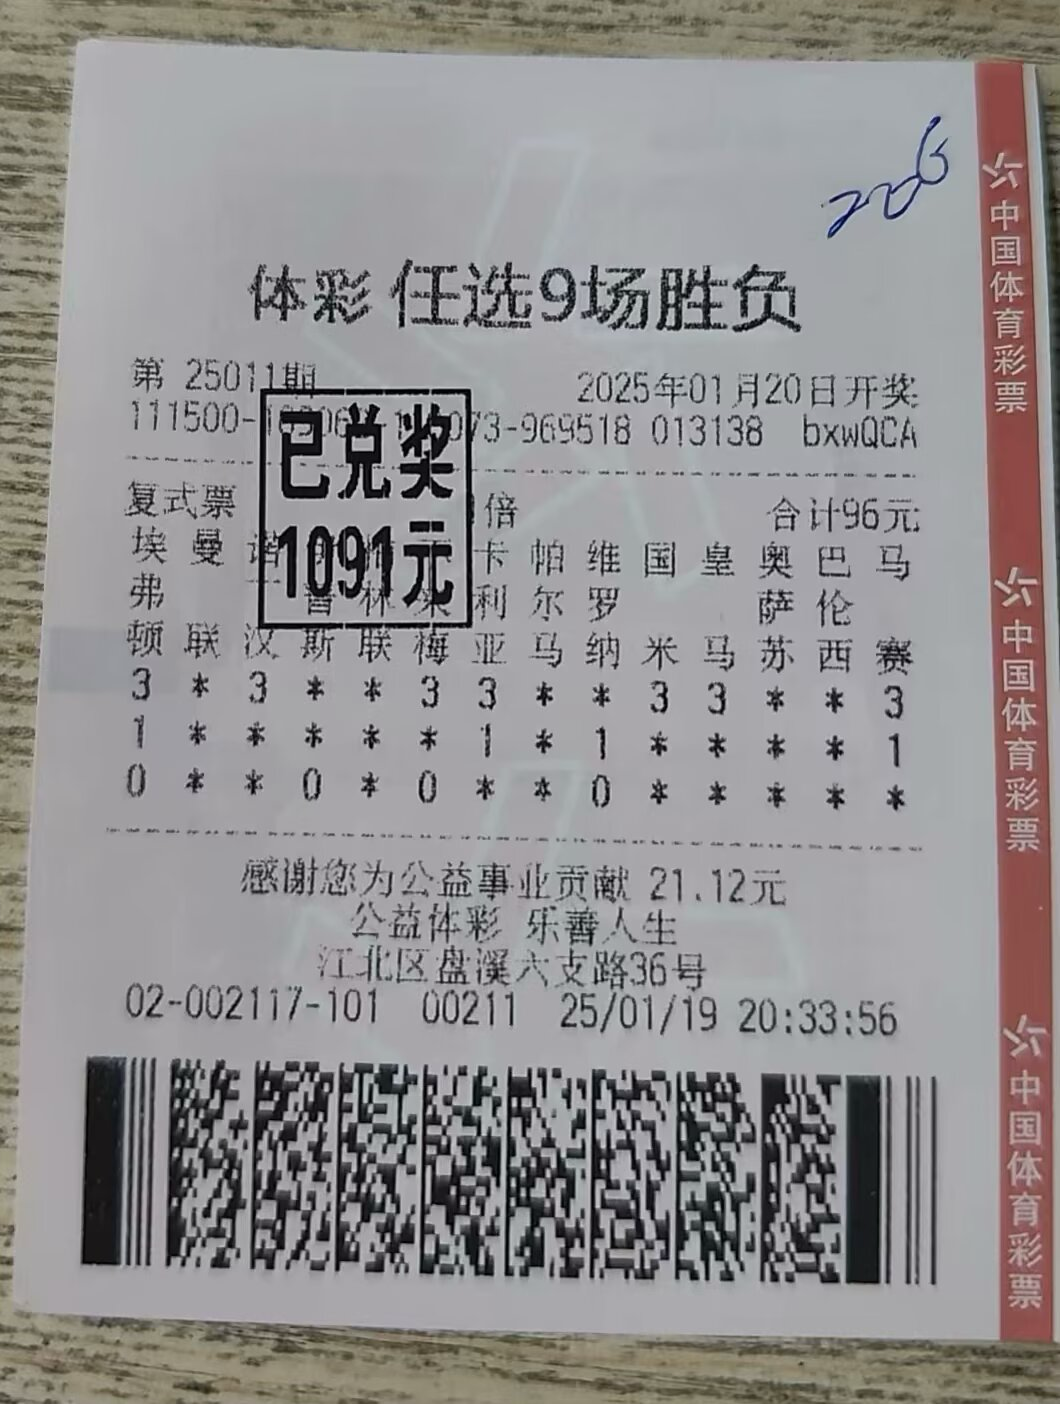 206
体彩 任选9场胜负
第 25011期
2025年01月20日开奖
111500- 073-969518 013138 bxwQCA
已兑奖
1091元
复式票 倍 合计96元
埃 曼 诺 卡 帕 维 国 皇 奥 巴 马
弗 普 林 莱 利 尔 罗 萨 伦
顿 联 汉 斯 联 梅 亚 马 纳 米 马 苏 西 赛
3 * 3 * * 3 3 * * 3 3 * * 3
1 * * * * * 1 * 1 * * * * 1
0 * * 0 * 0 * * 0 * * * * *
感谢您为公益事业贡献 21.12元
公益体彩 乐善人生
江北区盘溪六支路36号
02-002117-101 00211 25/01/19 20:33:56
中国体育彩票
中国体育彩票
中国体育彩票